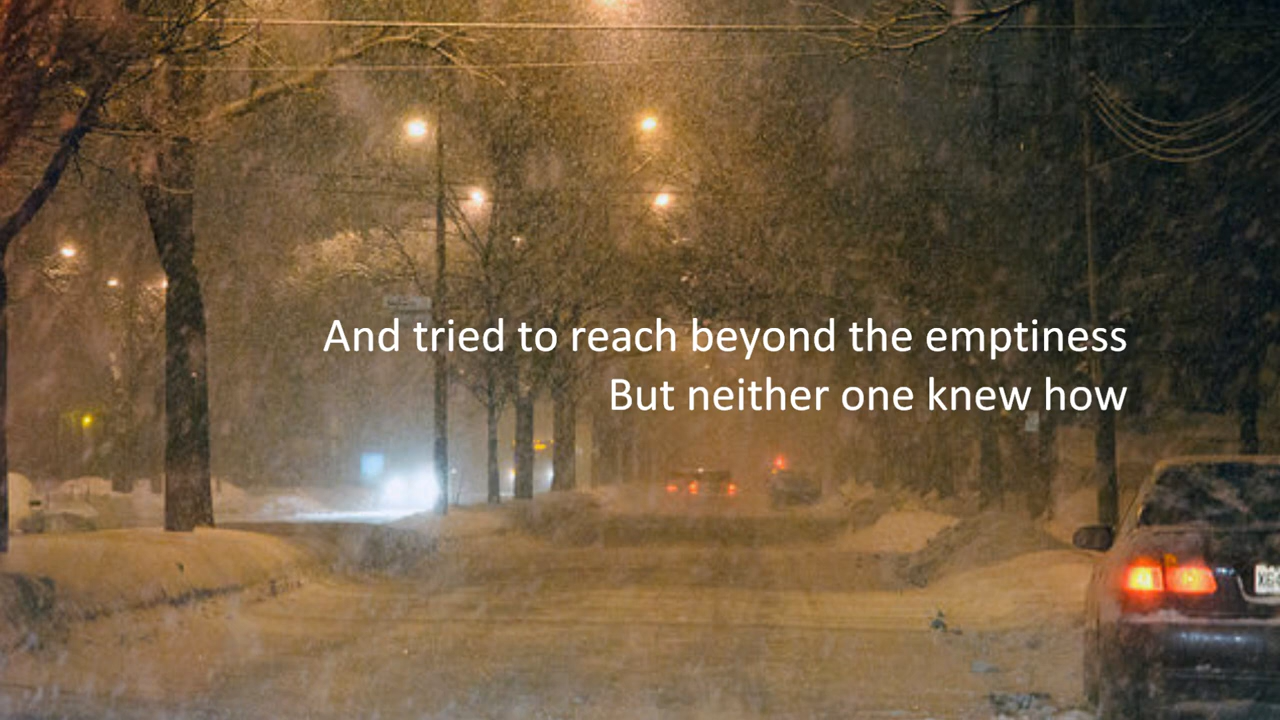 And tried to reach beyond the emptiness
But neither one knew how